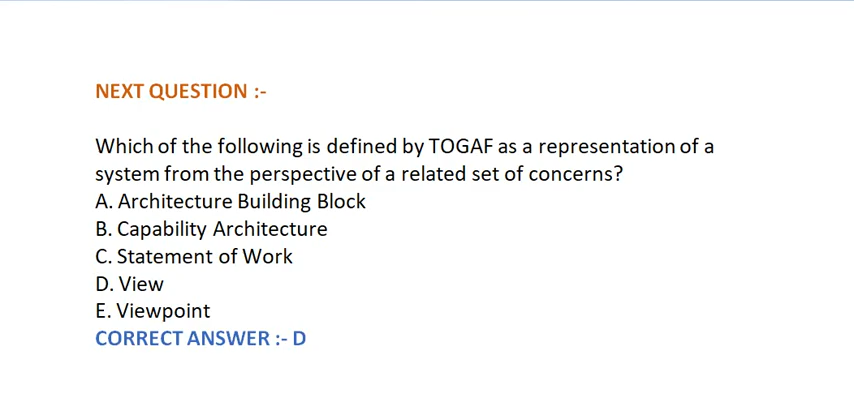 NEXT QUESTION :-
Which of the following is defined by TOGAF as a representation of a
system from the perspective of a related set of concerns?
A. Architecture Building Block
B. Capability Architecture
C. Statement of Work
D. View
E. Viewpoint
CORRECT ANSWER :- D